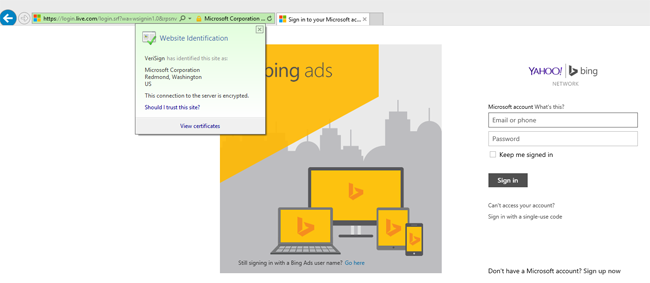 https://login.live.com/login.srf?wa=wsignin1.0&rpsnv
Microsoft Corporation ...
Sign in to your Microsoft ac...
Website Identification
VeriSign has identified this site as:
Microsoft Corporation
Redmond, Washington
US
This connection to the server is encrypted.
Should I trust this site?
View certificates
bing ads
Still signing in with a Bing Ads user name? Go here
YAHOO! bing
NETWORK
Microsoft account What's this?
Email or phone
Password
Keep me signed in
Sign in
Can't access your account?
Sign in with a single-use code
Don't have a Microsoft account? Sign up now